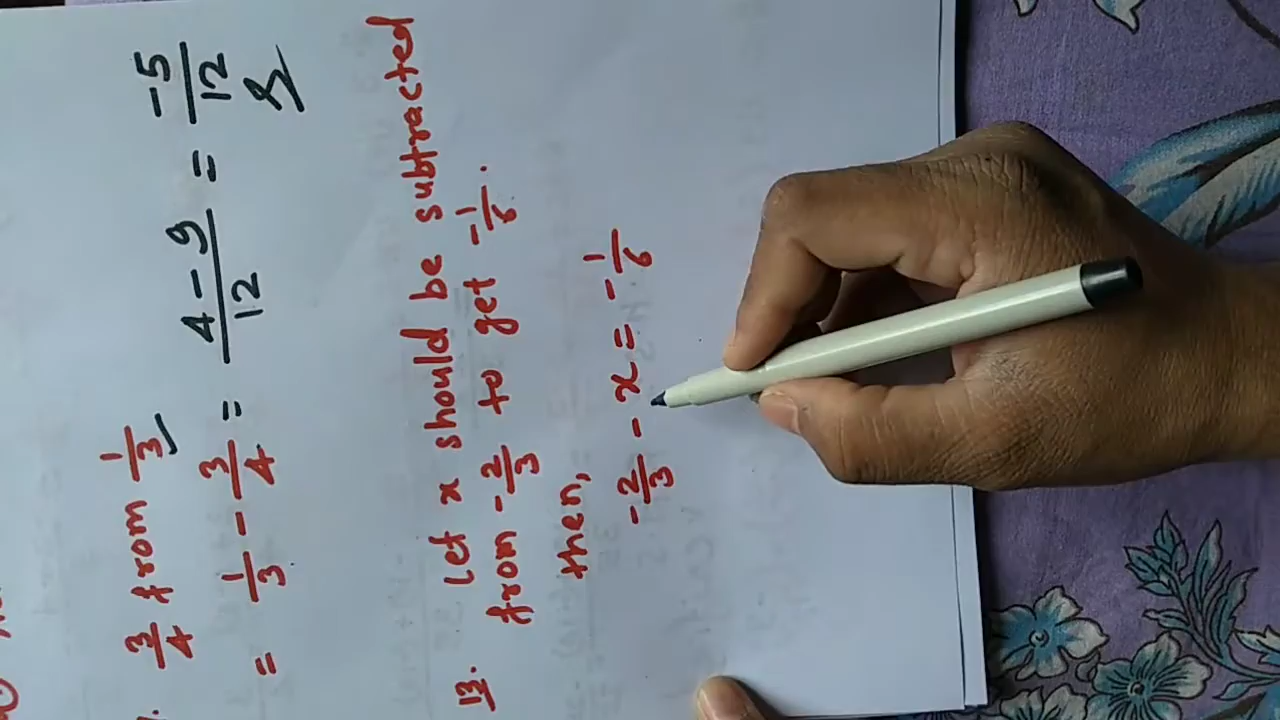 3/4 from 1/3
= 1/3 - 3/4 = 4-9/12 = -5/12
13. Let x should be subtracted
from -2/3 to get -1/6.
then,
-2/3 - x = -1/6